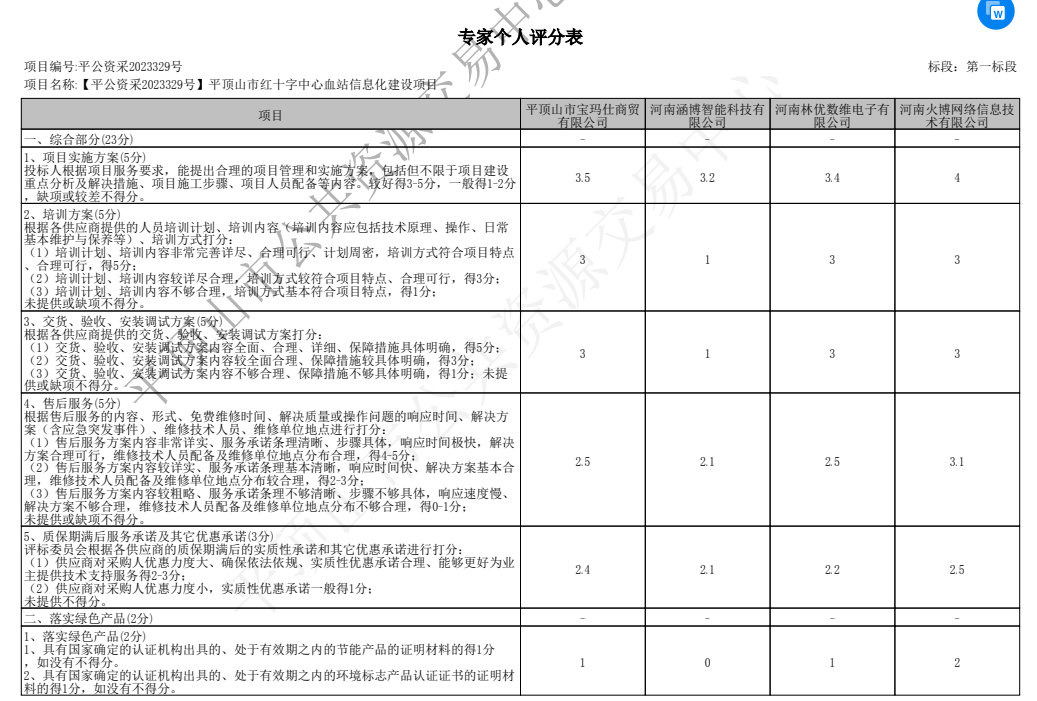 专家个人评分表
项目编号:平公资采2023329号
标段：第一标段
项目名称:【平公资采2023329号】平顶山市红十字中心血站信息化建设项目
项目
平顶山市宝玛仕商贸
有限公司
河南涵博智能科技有
限公司
河南林优数维电子有
限公司
河南火博网络信息技
术有限公司
一、综合部分(23分)
-
-
-
-
1、项目实施方案(5分)
投标人根据项目服务要求，能提出合理的项目管理和实施方案，包括但不限于项目建设
重点分析及解决措施、项目施工步骤、项目人员配备等内容。较好得3-5分，一般得1-2分
，缺项或较差不得分。
3.5
3.2
3.4
4
2、培训方案(5分)
根据各供应商提供的人员培训计划、培训内容（培训内容应包括技术原理、操作、日常
基本维护与保养等）、培训方式打分：
（1）培训计划、培训内容非常完善详尽、合理可行、计划周密，培训方式符合项目特点
、合理可行，得5分；
（2）培训计划、培训内容较详尽合理，培训方式较符合项目特点、合理可行，得3分；
（3）培训计划、培训内容不够合理，培训方式基本符合项目特点，得1分；
未提供或缺项不得分。
3
1
3
3
3、交货、验收、安装调试方案(5分)
根据各供应商提供的交货、验收、安装调试方案打分：
（1）交货、验收、安装调试方案内容全面、合理、详细、保障措施具体明确，得5分；
（2）交货、验收、安装调试方案内容较全面合理、保障措施较具体明确，得3分；
（3）交货、验收、安装调试方案内容不够合理、保障措施不够具体明确，得1分；未提
供或缺项不得分。
3
1
3
3
4、售后服务(5分)
根据售后服务的内容、形式、免费维修时间、解决质量或操作问题的响应时间、解决方
案（含应急突发事件）、维修技术人员、维修单位地点进行打分：
（1）售后服务方案内容非常详实、服务承诺条理清晰、步骤具体，响应时间极快，解决
方案合理可行，维修技术人员配备及维修单位地点分布合理，得4-5分；
（2）售后服务方案内容较详实、服务承诺条理基本清晰，响应时间快、解决方案基本合
理，维修技术人员配备及维修单位地点分布较合理，得2-3分；
（3）售后服务方案内容较粗略、服务承诺条理不够清晰、步骤不够具体，响应速度慢、
解决方案不够合理，维修技术人员配备及维修单位地点分布不够合理，得0-1分；
未提供或缺项不得分。
2.5
2.1
2.5
3.1
5、质保期满后服务承诺及其它优惠承诺(3分)
评标委员会根据各供应商的质保期满后的实质性承诺和其它优惠承诺进行打分：
（1）供应商对采购人优惠力度大、确保依法依规、实质性优惠承诺合理、能够更好为业
主提供技术支持服务得2-3分；
（2）供应商对采购人优惠力度小，实质性优惠承诺一般得1分；
未提供不得分。
2.4
2.1
2.2
2.5
二、落实绿色产品(2分)
-
-
-
-
1、落实绿色产品(2分)
1、具有国家确定的认证机构出具的、处于有效期之内的节能产品的证明材料的得1分
，如没有不得分。
2、具有国家确定的认证机构出具的、处于有效期之内的环境标志产品认证证书的证明材
料的得1分，如没有不得分。
1
0
1
2
平顶山市公共资源交易中心
平顶山市公共资源交易中心
W